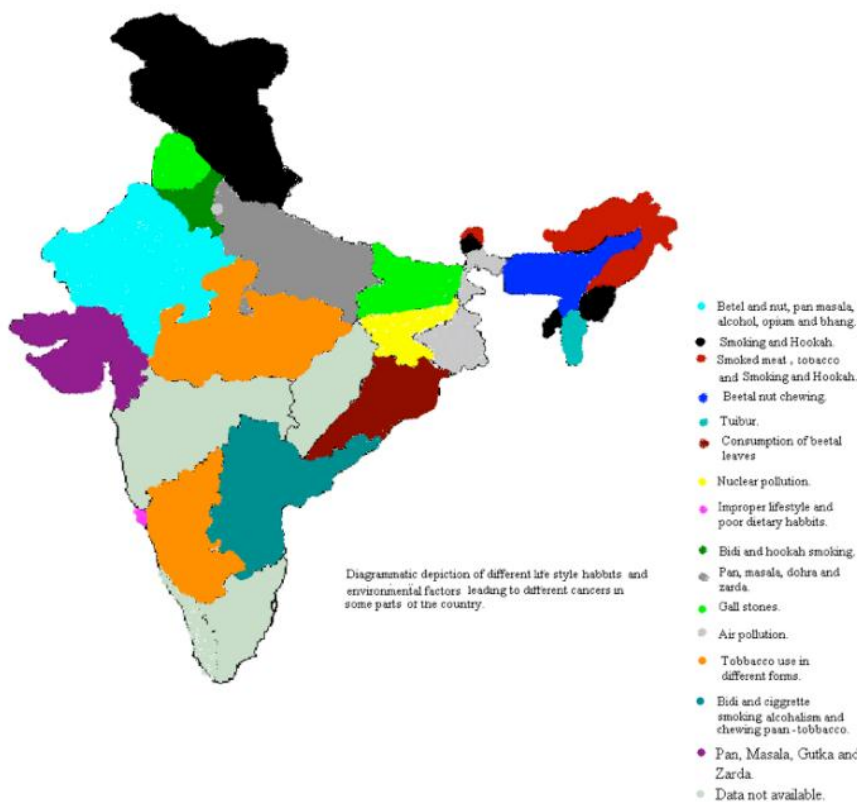 Betel and nut, pan masala,
alcohol, opium and bhang.
Smoking and Hookah.
Smoked meat , tobacco
and Smoking and Hookah.
Beetal nut chewing.
Tuibur.
Consumption of beetal
leaves
Nuclear pollution.
Improper lifestyle and
poor dietary habbits.
Bidi and hookah smoking.
Pan, masala, dohra and
zarda.
Gall stones.
Air pollution.
Tobbacco use in
different forms.
Bidi and ciggrette
smoking alcohalism and
chewing paan-tobbacco.
Pan, Masala, Gutka and
Zarda.
Data not available.
Diagrammatic depiction of different life style habbits and
environmental factors leading to different cancers in
some parts of the country.